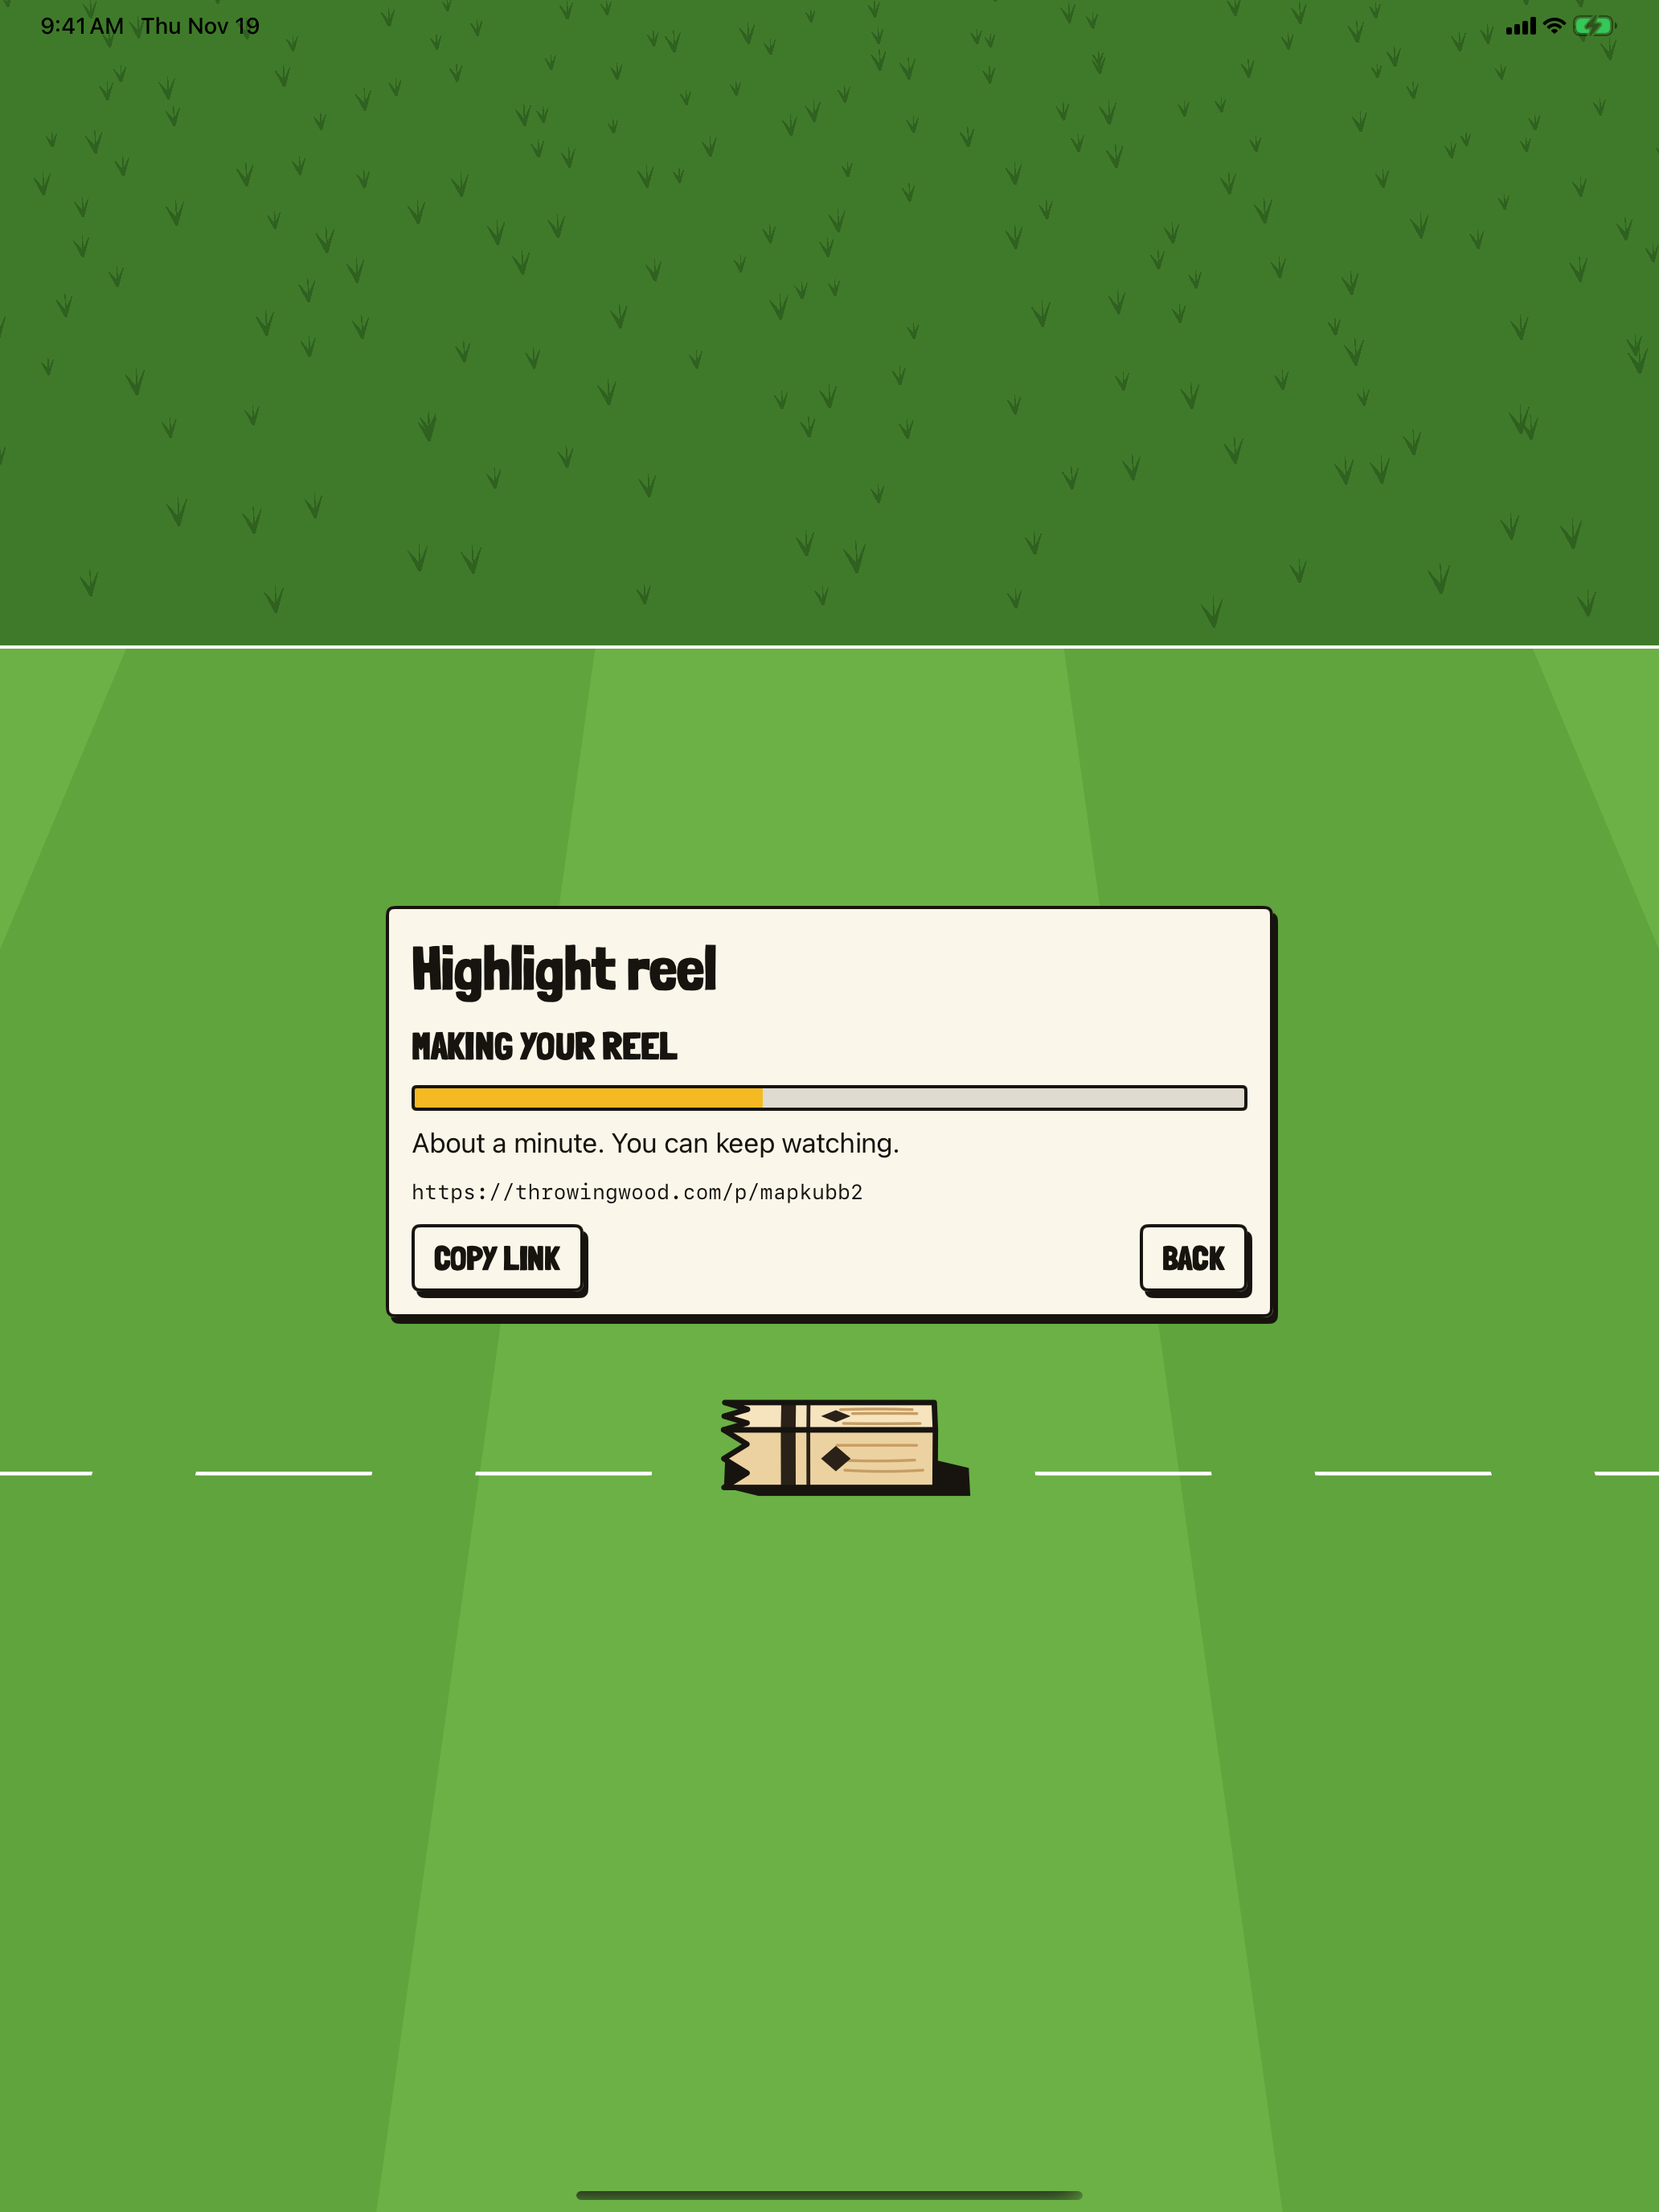 9:41 AM Thu Nov 19
Highlight reel
MAKING YOUR REEL
About a minute. You can keep watching.
https://throwingwood.com/p/mapkubb2
COPY LINK
BACK